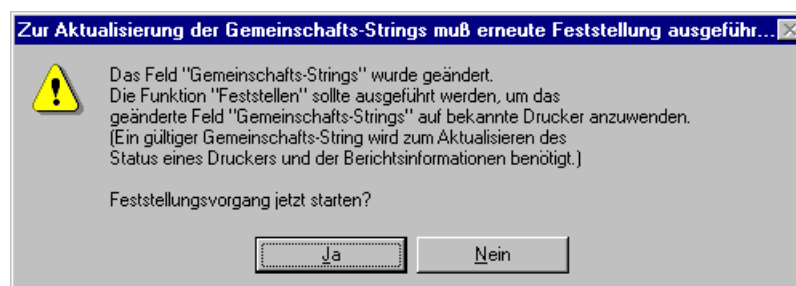 Zur Aktualisierung der Gemeinschafts-Strings muß erneute Feststellung ausgeführ...
Das Feld "Gemeinschafts-Strings" wurde geändert.
Die Funktion "Feststellen" sollte ausgeführt werden, um das
geänderte Feld "Gemeinschafts-Strings" auf bekannte Drucker anzuwenden.
(Ein gültiger Gemeinschafts-String wird zum Aktualisieren des
Status eines Druckers und der Berichtsinformationen benötigt.)
Feststellungsvorgang jetzt starten?
Ja Nein